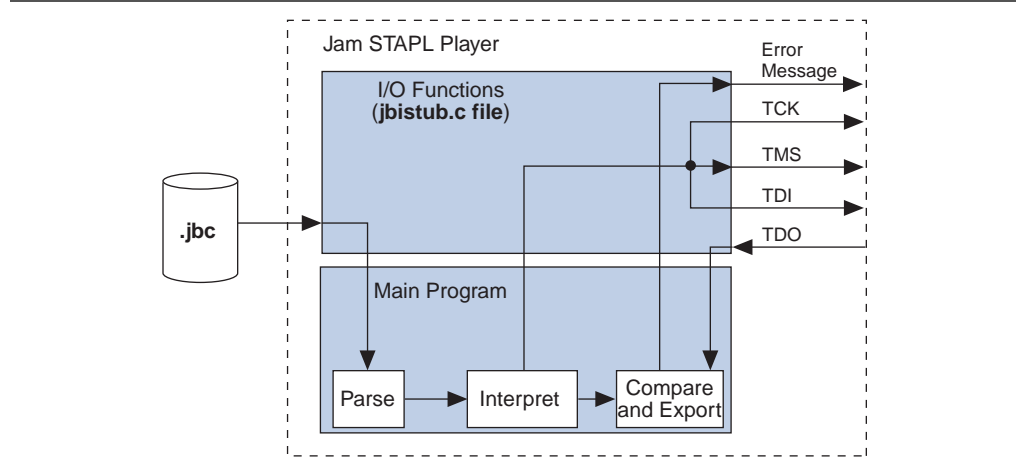 Jam STAPL Player
Error
Message
I/O Functions
(jbistub.c file)
TCK
TMS
TDI
TDO
.jbc
Main Program
Parse
Interpret
Compare
and Export